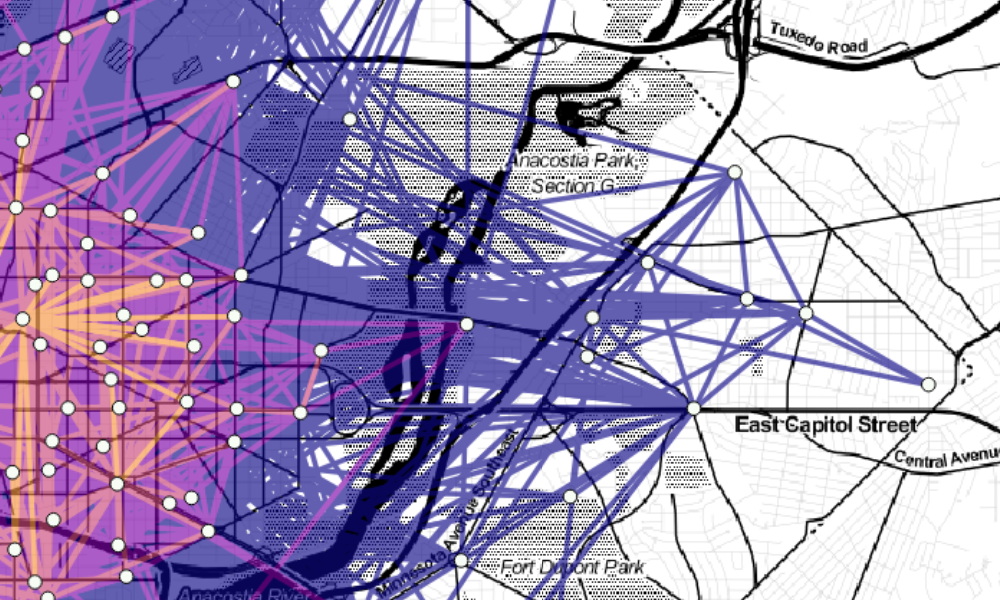 Tuxedo Road
Anacostia Park,
Section G
East Capitol Street
Central Avenue
Minnesota Avenue Southeast
Fort Dupont Park
Anacostia River